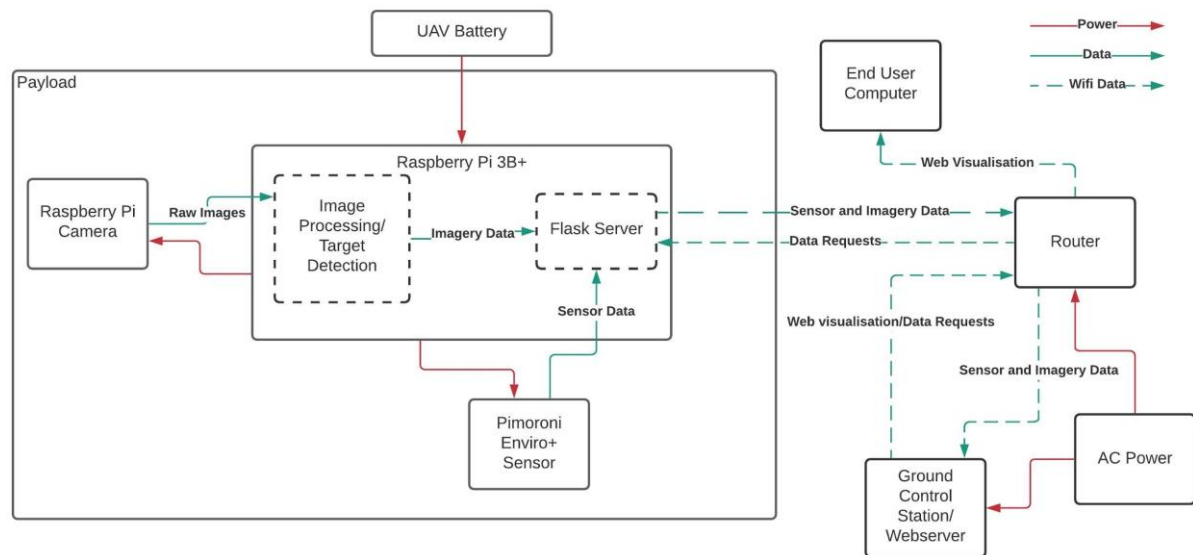 UAV Battery
Power
Data
Wifi Data
Payload
End User
Computer
Raspberry Pi 3B+
Web Visualisation
Raspberry Pi
Camera
Raw Images
Image
Processing/
Target
Detection
Imagery Data
Flask Server
Sensor and Imagery Data
Data Requests
Router
Sensor Data
Web visualisation/Data Requests
Sensor and Imagery Data
Pimoroni
Enviro+
Sensor
AC Power
Ground
Control
Station/
Webserver